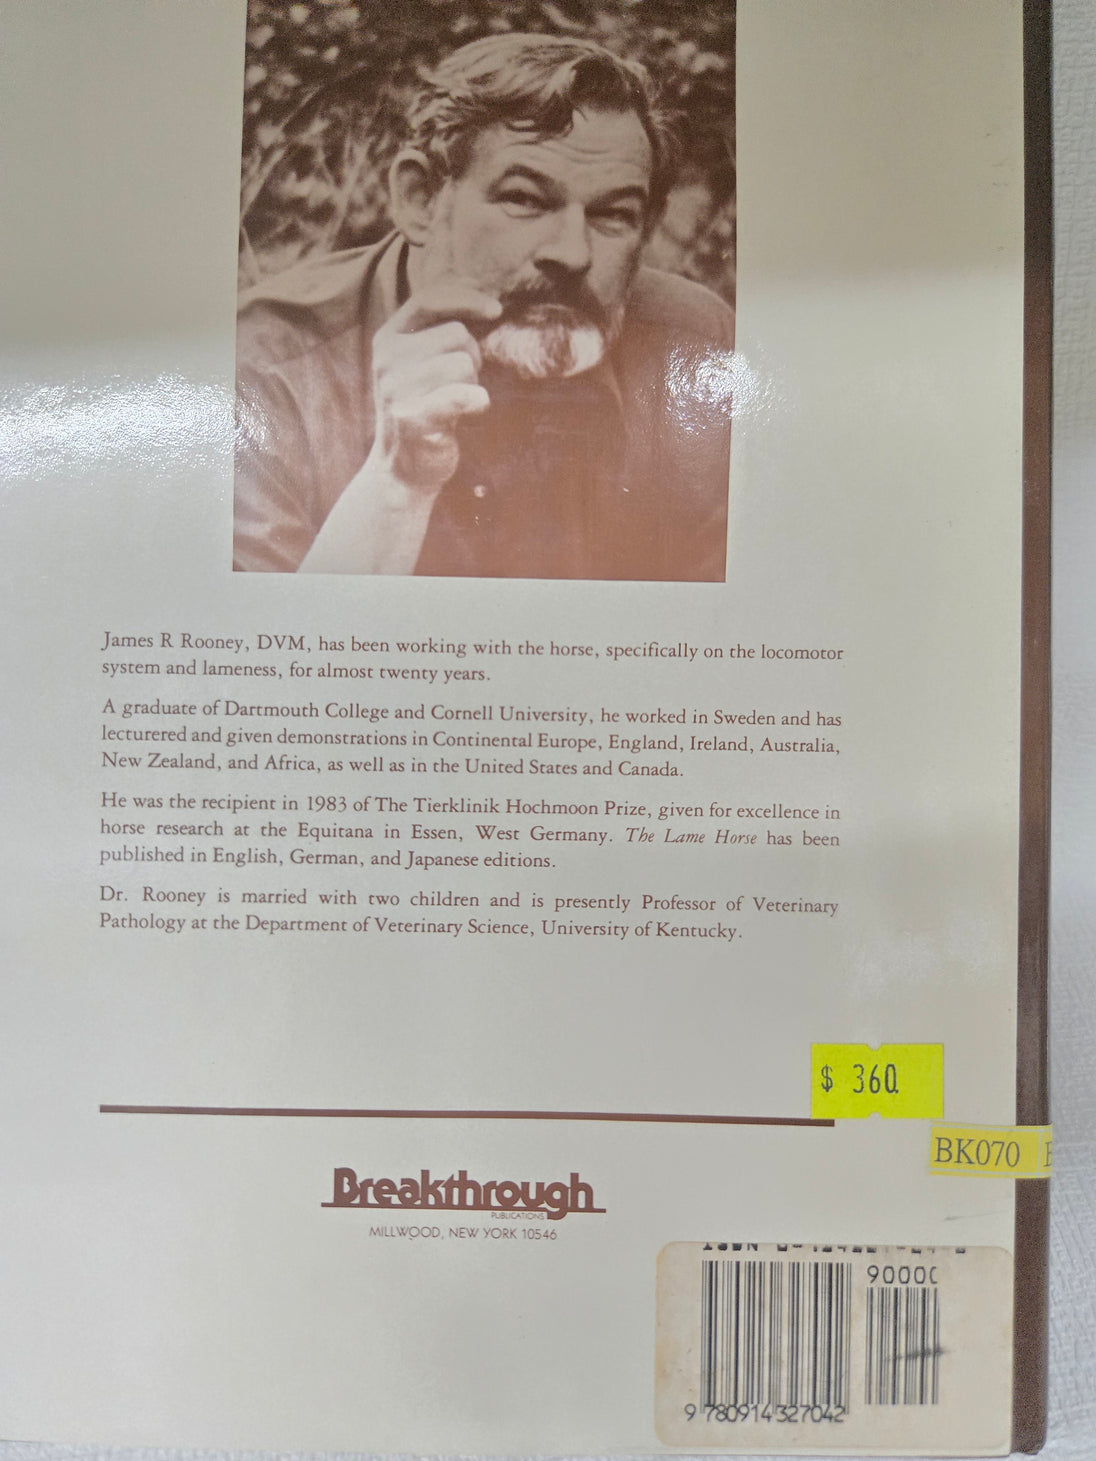 James R Rooney, DVM, has been working with the horse, specifically on the locomotor
system and lameness, for almost twenty years.
A graduate of Dartmouth College and Cornell University, he worked in Sweden and has
lecturered and given demonstrations in Continental Europe, England, Ireland, Australia,
New Zealand, and Africa, as well as in the United States and Canada.
He was the recipient in 1983 of The Tierklinik Hochmoon Prize, given for excellence in
horse research at the Equitana in Essen, West Germany. The Lame Horse has been
published in English, German, and Japanese editions.
Dr. Rooney is married with two children and is presently Professor of Veterinary
Pathology at the Department of Veterinary Science, University of Kentucky.
$ 360.
BK070
Breakthrough
PUBLICATIONS
MILLWOOD, NEW YORK 10546
ISBN
90000
9 780914 327042